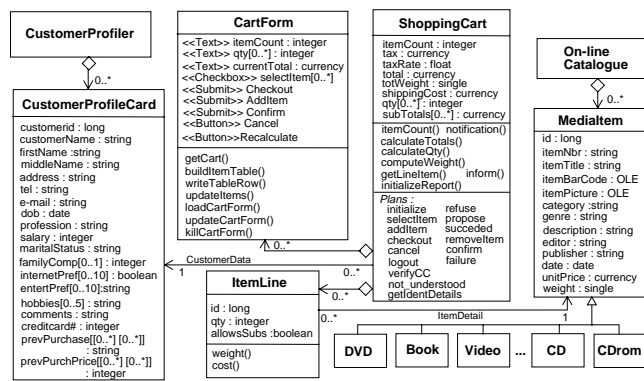 CustomerProfiler
0..*
CustomerProfileCard
customerid : long
customerName : string
firstName :string
middleName : string
address : string
tel : string
e-mail : string
dob : date
profession : string
salary : integer
maritalStatus : string
familyComp[0..1] : integer
internetPref[0..10] : boolean
entertPref[0..10]:string
hobbies[0..5] : string
comments : string
creditcard# : integer
prevPurchase[[0..*] [0..*]]
: string
prevPurchPrice[[0..*] [0..*]]
: integer
CartForm
<<Text>> itemCount : integer
<<Text>> qty[0..*] : integer
<<Text>> currentTotal : currency
<<Checkbox>> selectItem[0..*]
<<Submit>> Checkout
<<Submit>> AddItem
<<Submit>> Confirm
<<Button>> Cancel
<<Button>>Recalculate
getCart()
buildItemTable()
writeTableRow()
updateItems()
loadCartForm()
updateCartForm()
killCartForm()
0..*
ShoppingCart
itemCount : integer
tax : currency
taxRate : float
total : currency
totWeight : single
shippingCost : currency
qty[0..*] : integer
subTotals[0..*] : currency
itemCount() notification()
calculateTotals()
calculateQty()
computeWeight()
getLineItem() inform()
initializeReport()
Plans :
initialize refuse
selectItem propose
addItem succeded
checkout removeItem
cancel confirm
logout failure
verifyCC
not_understood
getIdentDetails
1 CustomerData 0..*
0..*
ItemLine
id : long
qty : integer
allowsSubs :boolean
weight()
cost()
0..* ItemDetail 1
On-line
Catalogue
0..*
MediaItem
id : long
itemNbr : string
itemTitle : string
itemBarCode : OLE
itemPicture : OLE
category :string
genre : string
description : string
editor : string
publisher : string
date : date
unitPrice : currency
weight : single
DVD Book Video ... CD CDrom